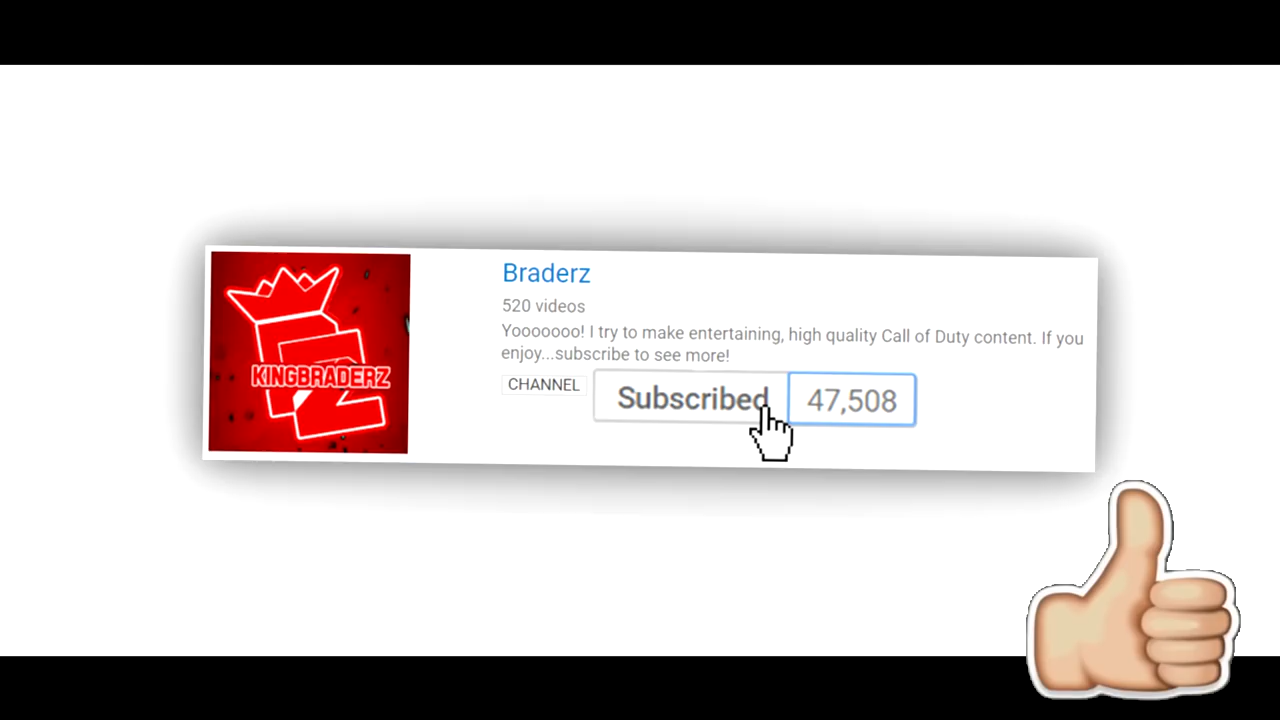 KINGBRADERZ
Braderz
520 videos
Yooooooo! I try to make entertaining, high quality Call of Duty content. If you
enjoy...subscribe to see more!
CHANNEL
Subscribed
47,508